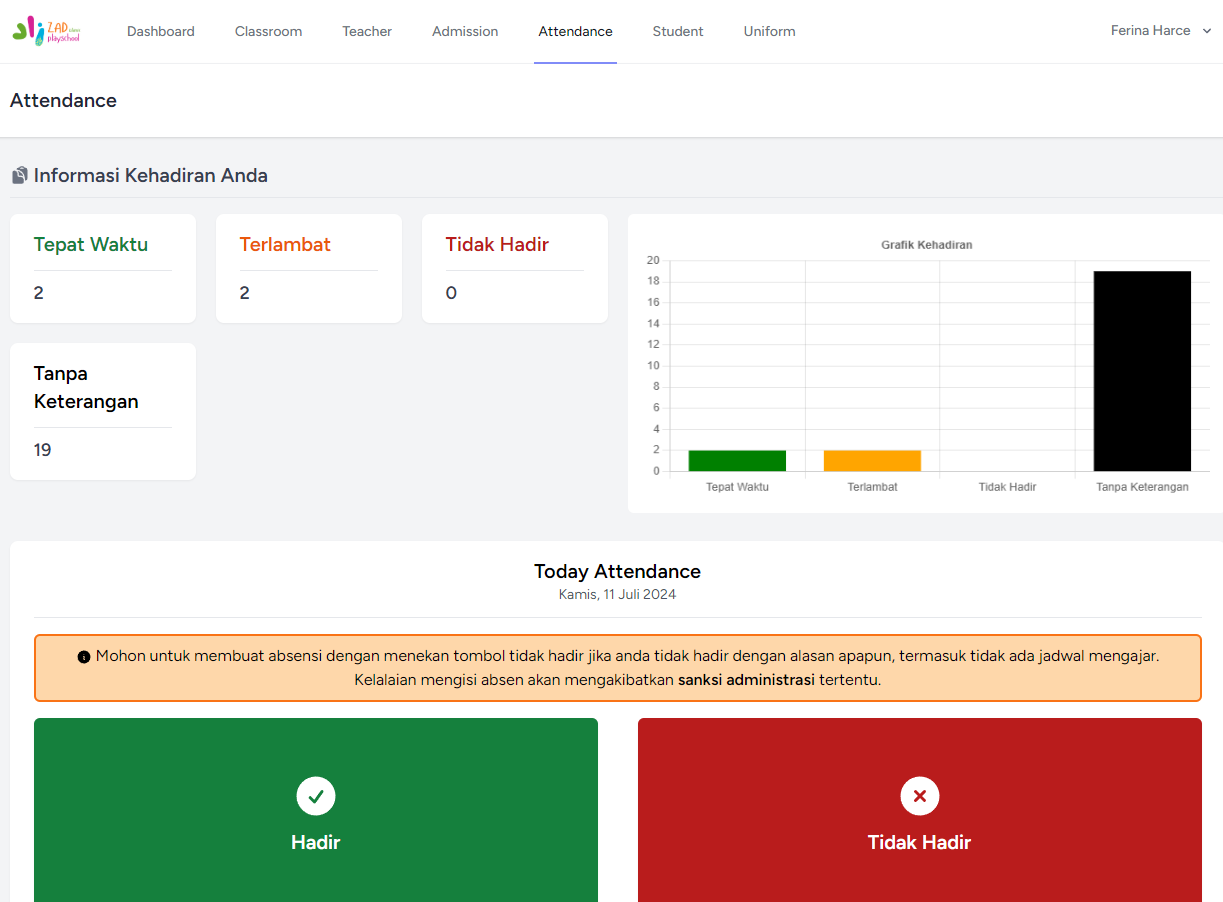 ZAD
playschool
Dashboard
Classroom
Teacher
Admission
Attendance
Student
Uniform
Ferina Harce
Attendance
Informasi Kehadiran Anda
Tepat Waktu
2
Terlambat
2
Tidak Hadir
0
Tanpa
Keterangan
19
Grafik Kehadiran
20
18
16
14
12
10
8
6
4
2
0
Tepat Waktu
Terlambat
Tidak Hadir
Tanpa Keterangan
Today Attendance
Kamis, 11 Juli 2024
Mohon untuk membuat absensi dengan menekan tombol tidak hadir jika anda tidak hadir dengan alasan apapun, termasuk tidak ada jadwal mengajar.
Kelalaian mengisi absen akan mengakibatkan sanksi administrasi tertentu.
Hadir
Tidak Hadir